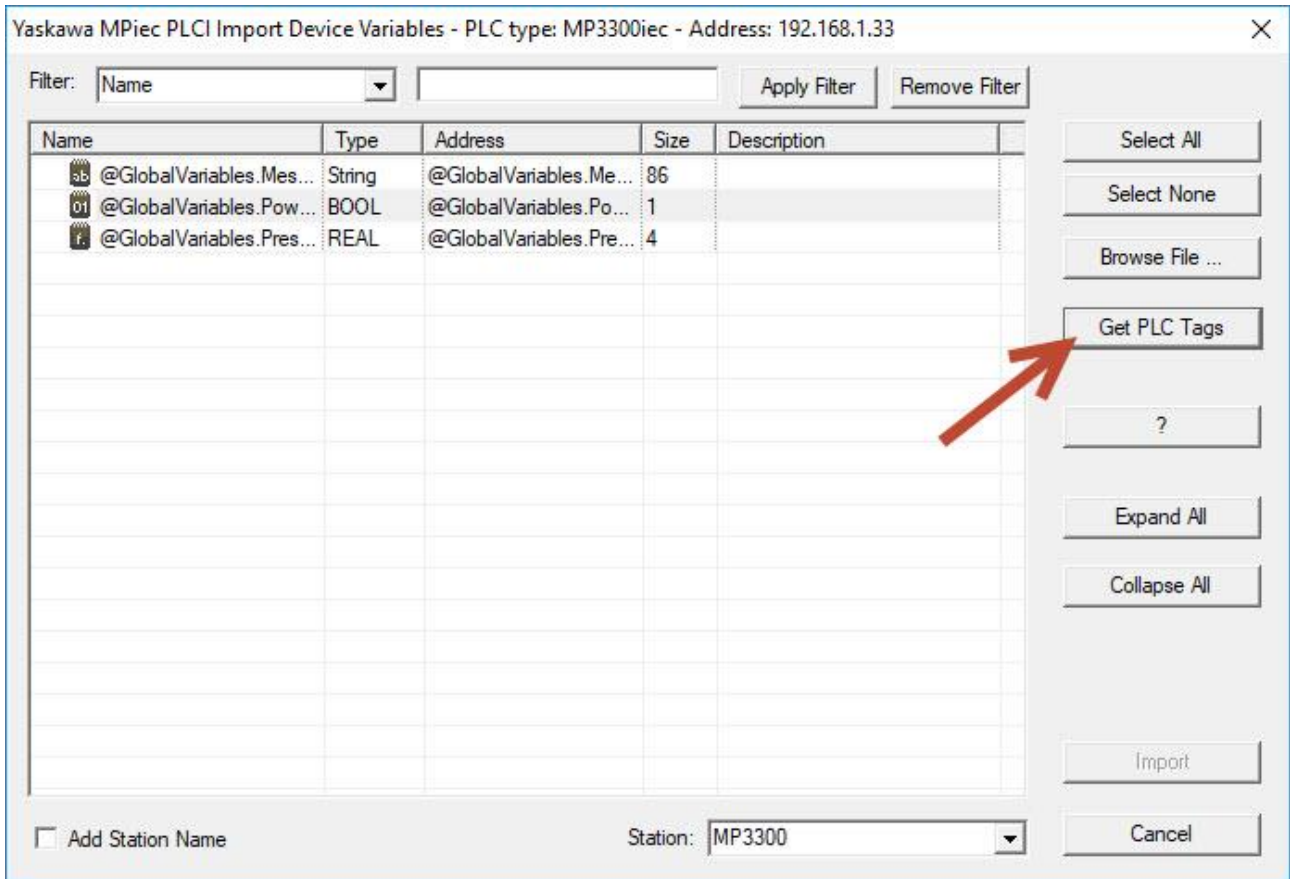 Yaskawa MPiec PLCI Import Device Variables - PLC type: MP3300iec - Address: 192.168.1.33
Filter: Name Apply Filter Remove Filter
Name Type Address Size Description
@GlobalVariables.Mes... String @GlobalVariables.Me... 86
@GlobalVariables.Pow... BOOL @GlobalVariables.Po... 1
@GlobalVariables.Pres... REAL @GlobalVariables.Pre... 4
Select All
Select None
Browse File ...
Get PLC Tags
?
Expand All
Collapse All
Import
Add Station Name Station: MP3300 Cancel